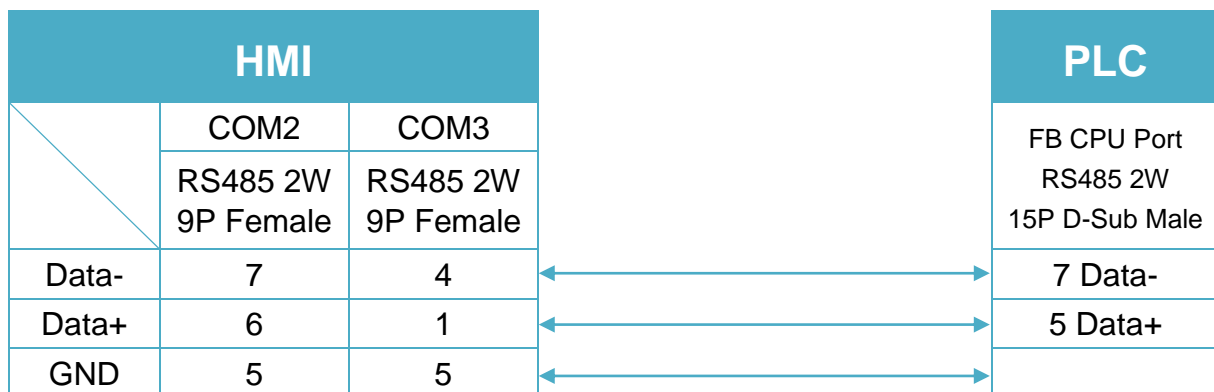 HMI
PLC
COM2 COM3
FB CPU Port
RS485 2W
15P D-Sub Male
RS485 2W RS485 2W
9P Female 9P Female
Data- 7 4 7 Data-
Data+ 6 1 5 Data+
GND 5 5